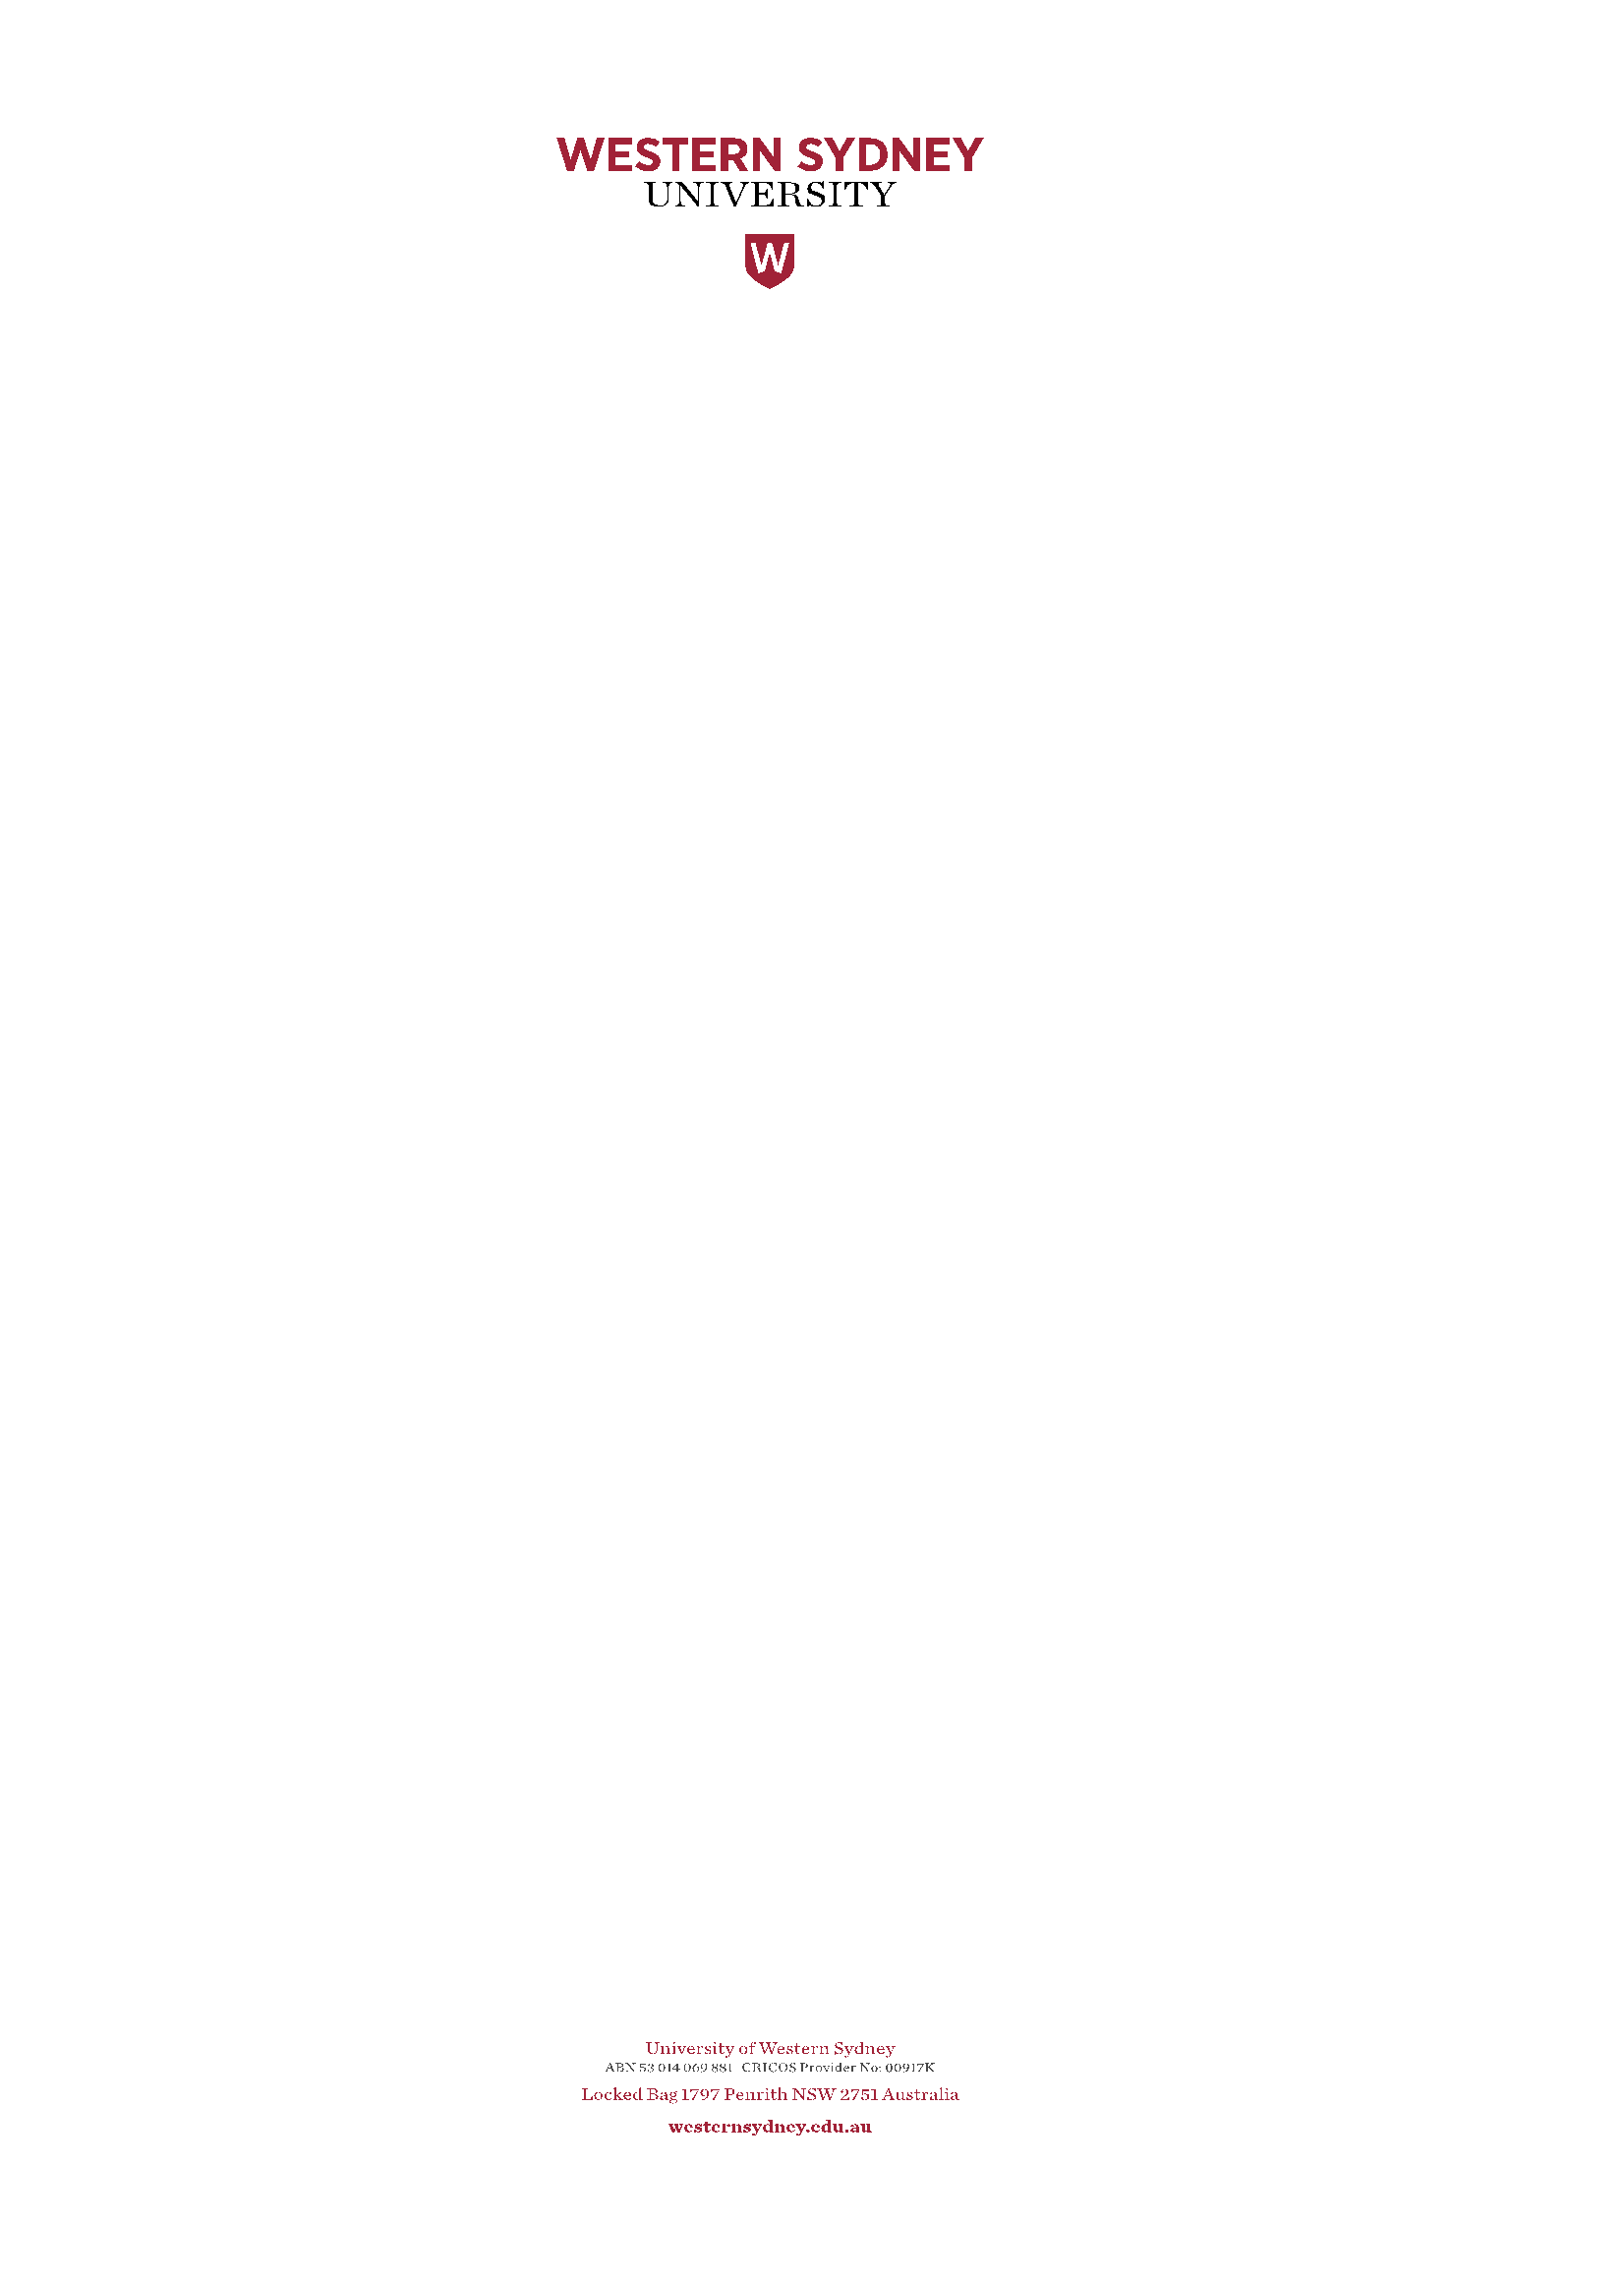 WESTERN SYDNEY
UNIVERSITY
W
University of Western Sydney
ABN 53 014 069 881 CRICOS Provider No: 00917K
Locked Bag 1797 Penrith NSW 2751 Australia
westernsydney.edu.au